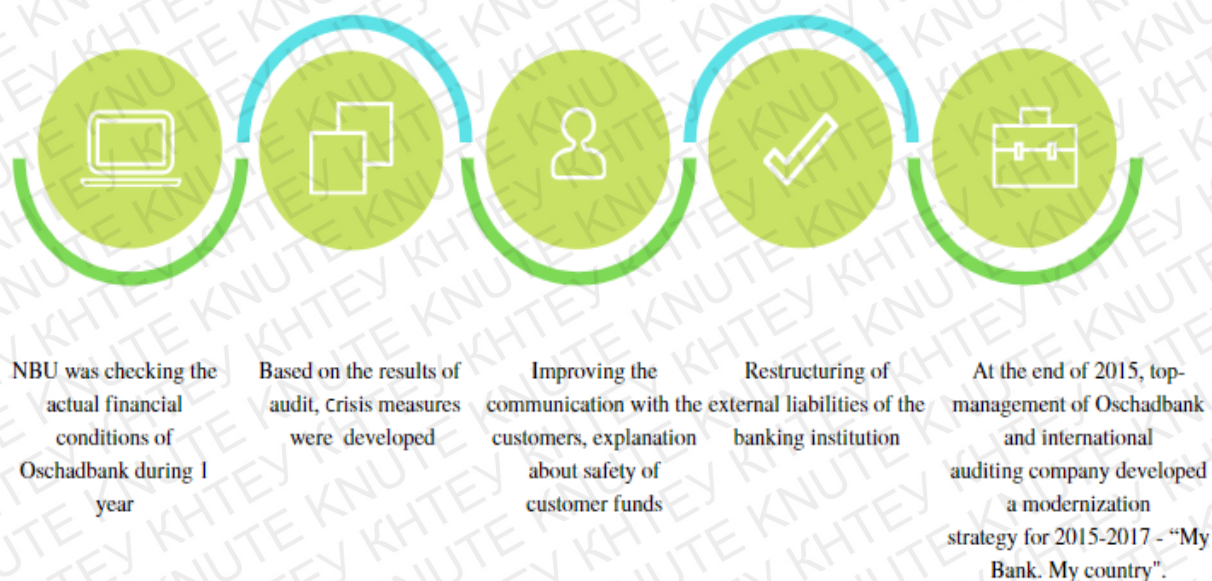 NBU was checking the
actual financial
conditions of
Oschadbank during 1
year
Based on the results of
audit, crisis measures
were developed
Improving the
communication with the
customers, explanation
about safety of
customer funds
Restructuring of
external liabilities of the
banking institution
At the end of 2015, top-
management of Oschadbank
and international
auditing company developed
a modernization
strategy for 2015-2017 - “My
Bank. My country".